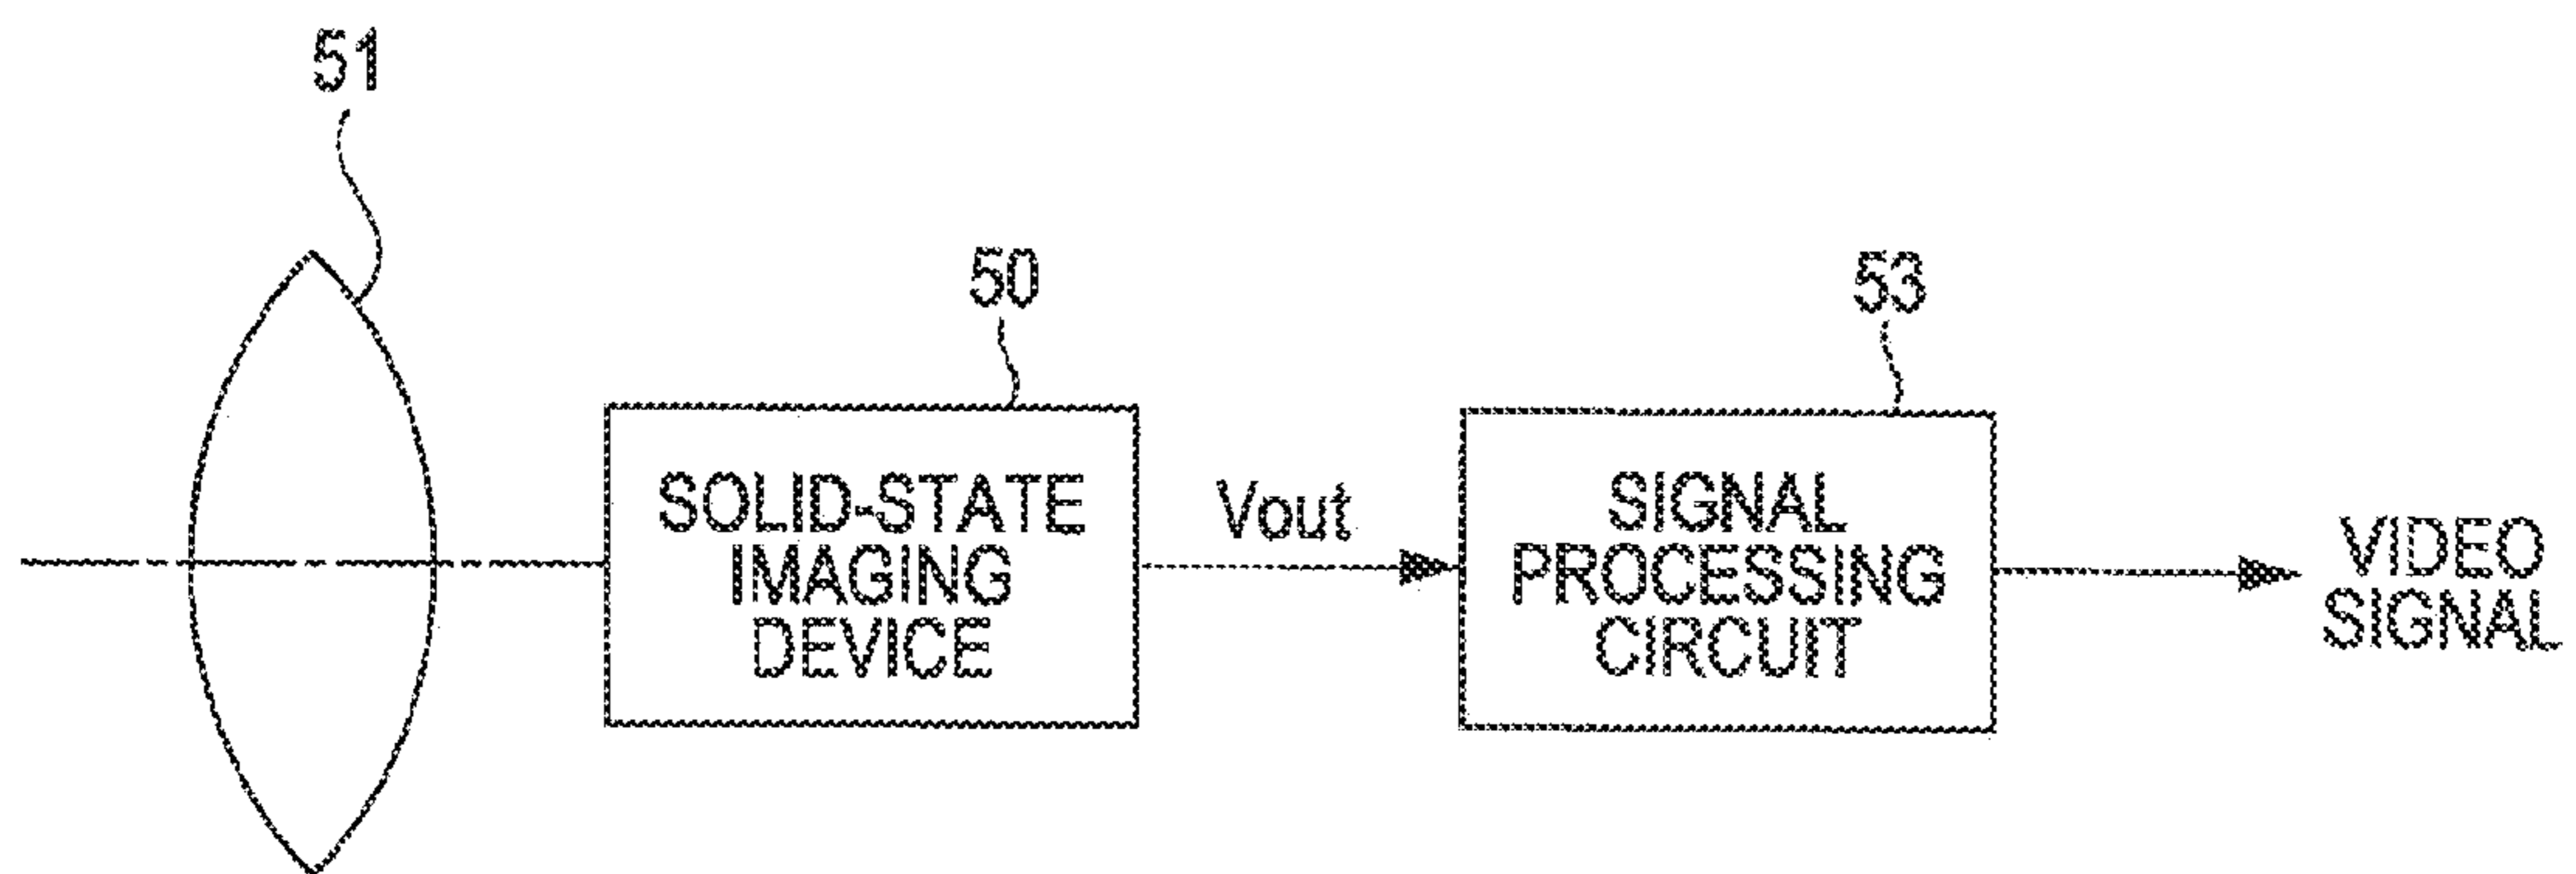 51
50
53
SOLID-STATE
IMAGING
DEVICE
Vout
SIGNAL
PROCESSING
CIRCUIT
VIDEO
SIGNAL